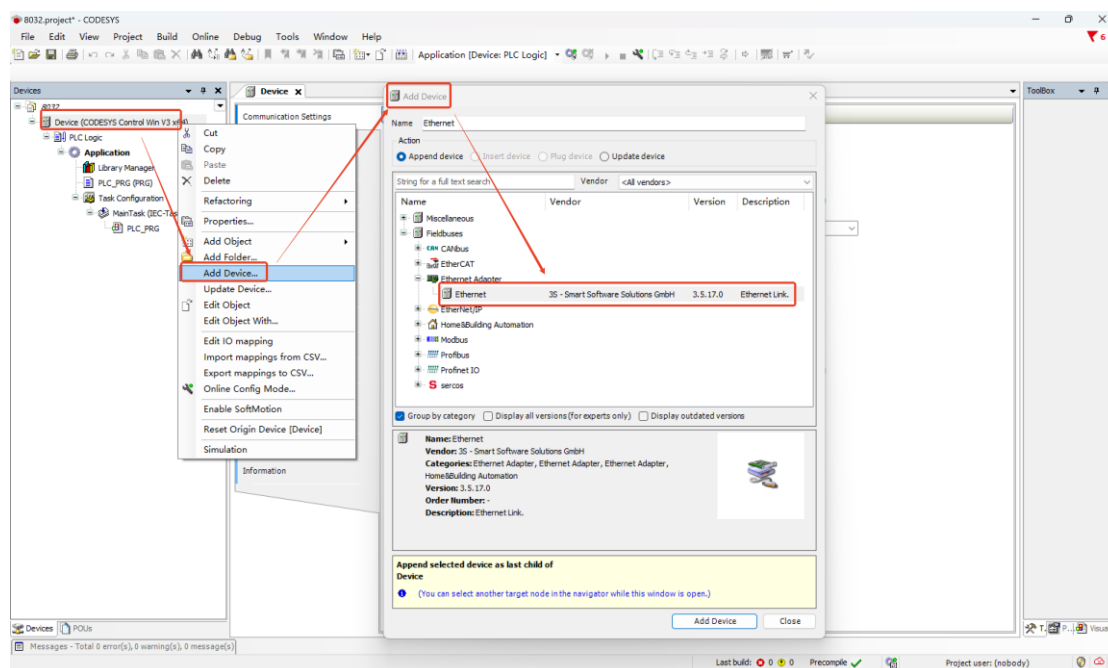 8032.project* - CODESYS
File Edit View Project Build Online Debug Tools Window Help
6
Application [Device: PLC Logic]
Devices
Device
ToolBox
8032
Device (CODESYS Control Win V3 x64)
PLC Logic
Application
Library Manager
PLC_PRG (PRG)
Task Configuration
MainTask (IEC-Tas
PLC_PRG
Communication Settings
Information
Cut
Copy
Paste
Delete
Refactoring
Properties...
Add Object
Add Folder...
Add Device...
Update Device...
Edit Object
Edit Object With...
Edit IO mapping
Import mappings from CSV...
Export mappings to CSV...
Online Config Mode...
Enable SoftMotion
Reset Origin Device [Device]
Simulation
Add Device
Name Ethernet
Action
Append device Insert device Plug device Update device
String for a full text search Vendor <All vendors>
Name Vendor Version Description
Miscellaneous
Fieldbuses
CAN CANbus
EtherCAT
Ethernet Adapter
Ethernet 3S - Smart Software Solutions GmbH 3.5.17.0 Ethernet Link.
EtherNet/IP
Home&Building Automation
Modbus
Profibus
Profinet IO
sercos
Group by category Display all versions (for experts only) Display outdated versions
Name: Ethernet
Vendor: 3S - Smart Software Solutions GmbH
Categories: Ethernet Adapter, Ethernet Adapter, Ethernet Adapter,
Home&Building Automation
Version: 3.5.17.0
Order Number: -
Description: Ethernet Link.
Append selected device as last child of
Device
(You can select another target node in the navigator while this window is open.)
Add Device Close
Devices POUs
T. P... Visua
Messages - Total 0 error(s), 0 warning(s), 0 message(s)
Last build: 0 0 Precompile Project user: (nobody)